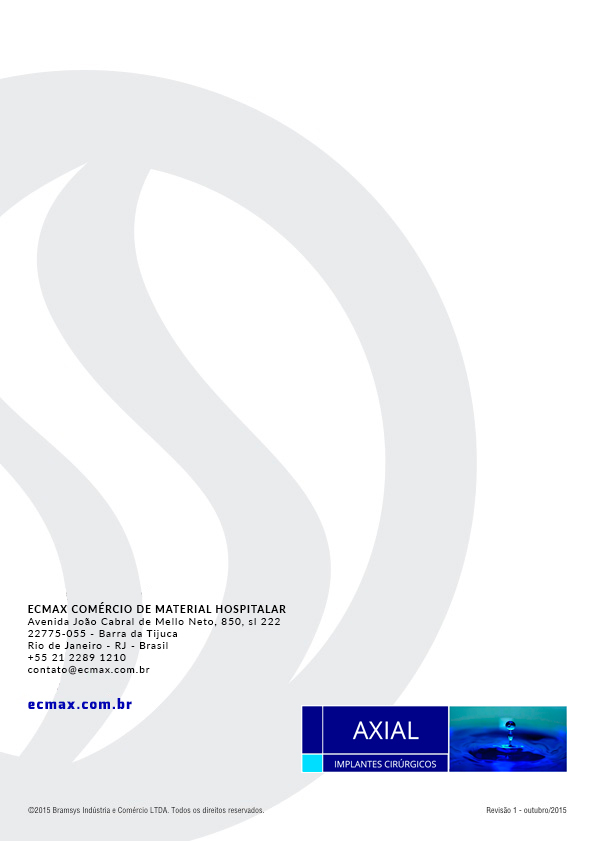 ECMAX COMÉRCIO DE MATERIAL HOSPITALAR
Avenida João Cabral de Mello Neto, 850, sl 222
22775-055 - Barra da Tijuca
Rio de Janeiro - RJ - Brasil
+55 21 2289 1210
contato@ecmax.com.br
ecmax.com.br
AXIAL
IMPLANTES CIRÚRGICOS
©2015 Bramsys Indústria e Comércio LTDA. Todos os direitos reservados.
Revisão 1 - outubro/2015